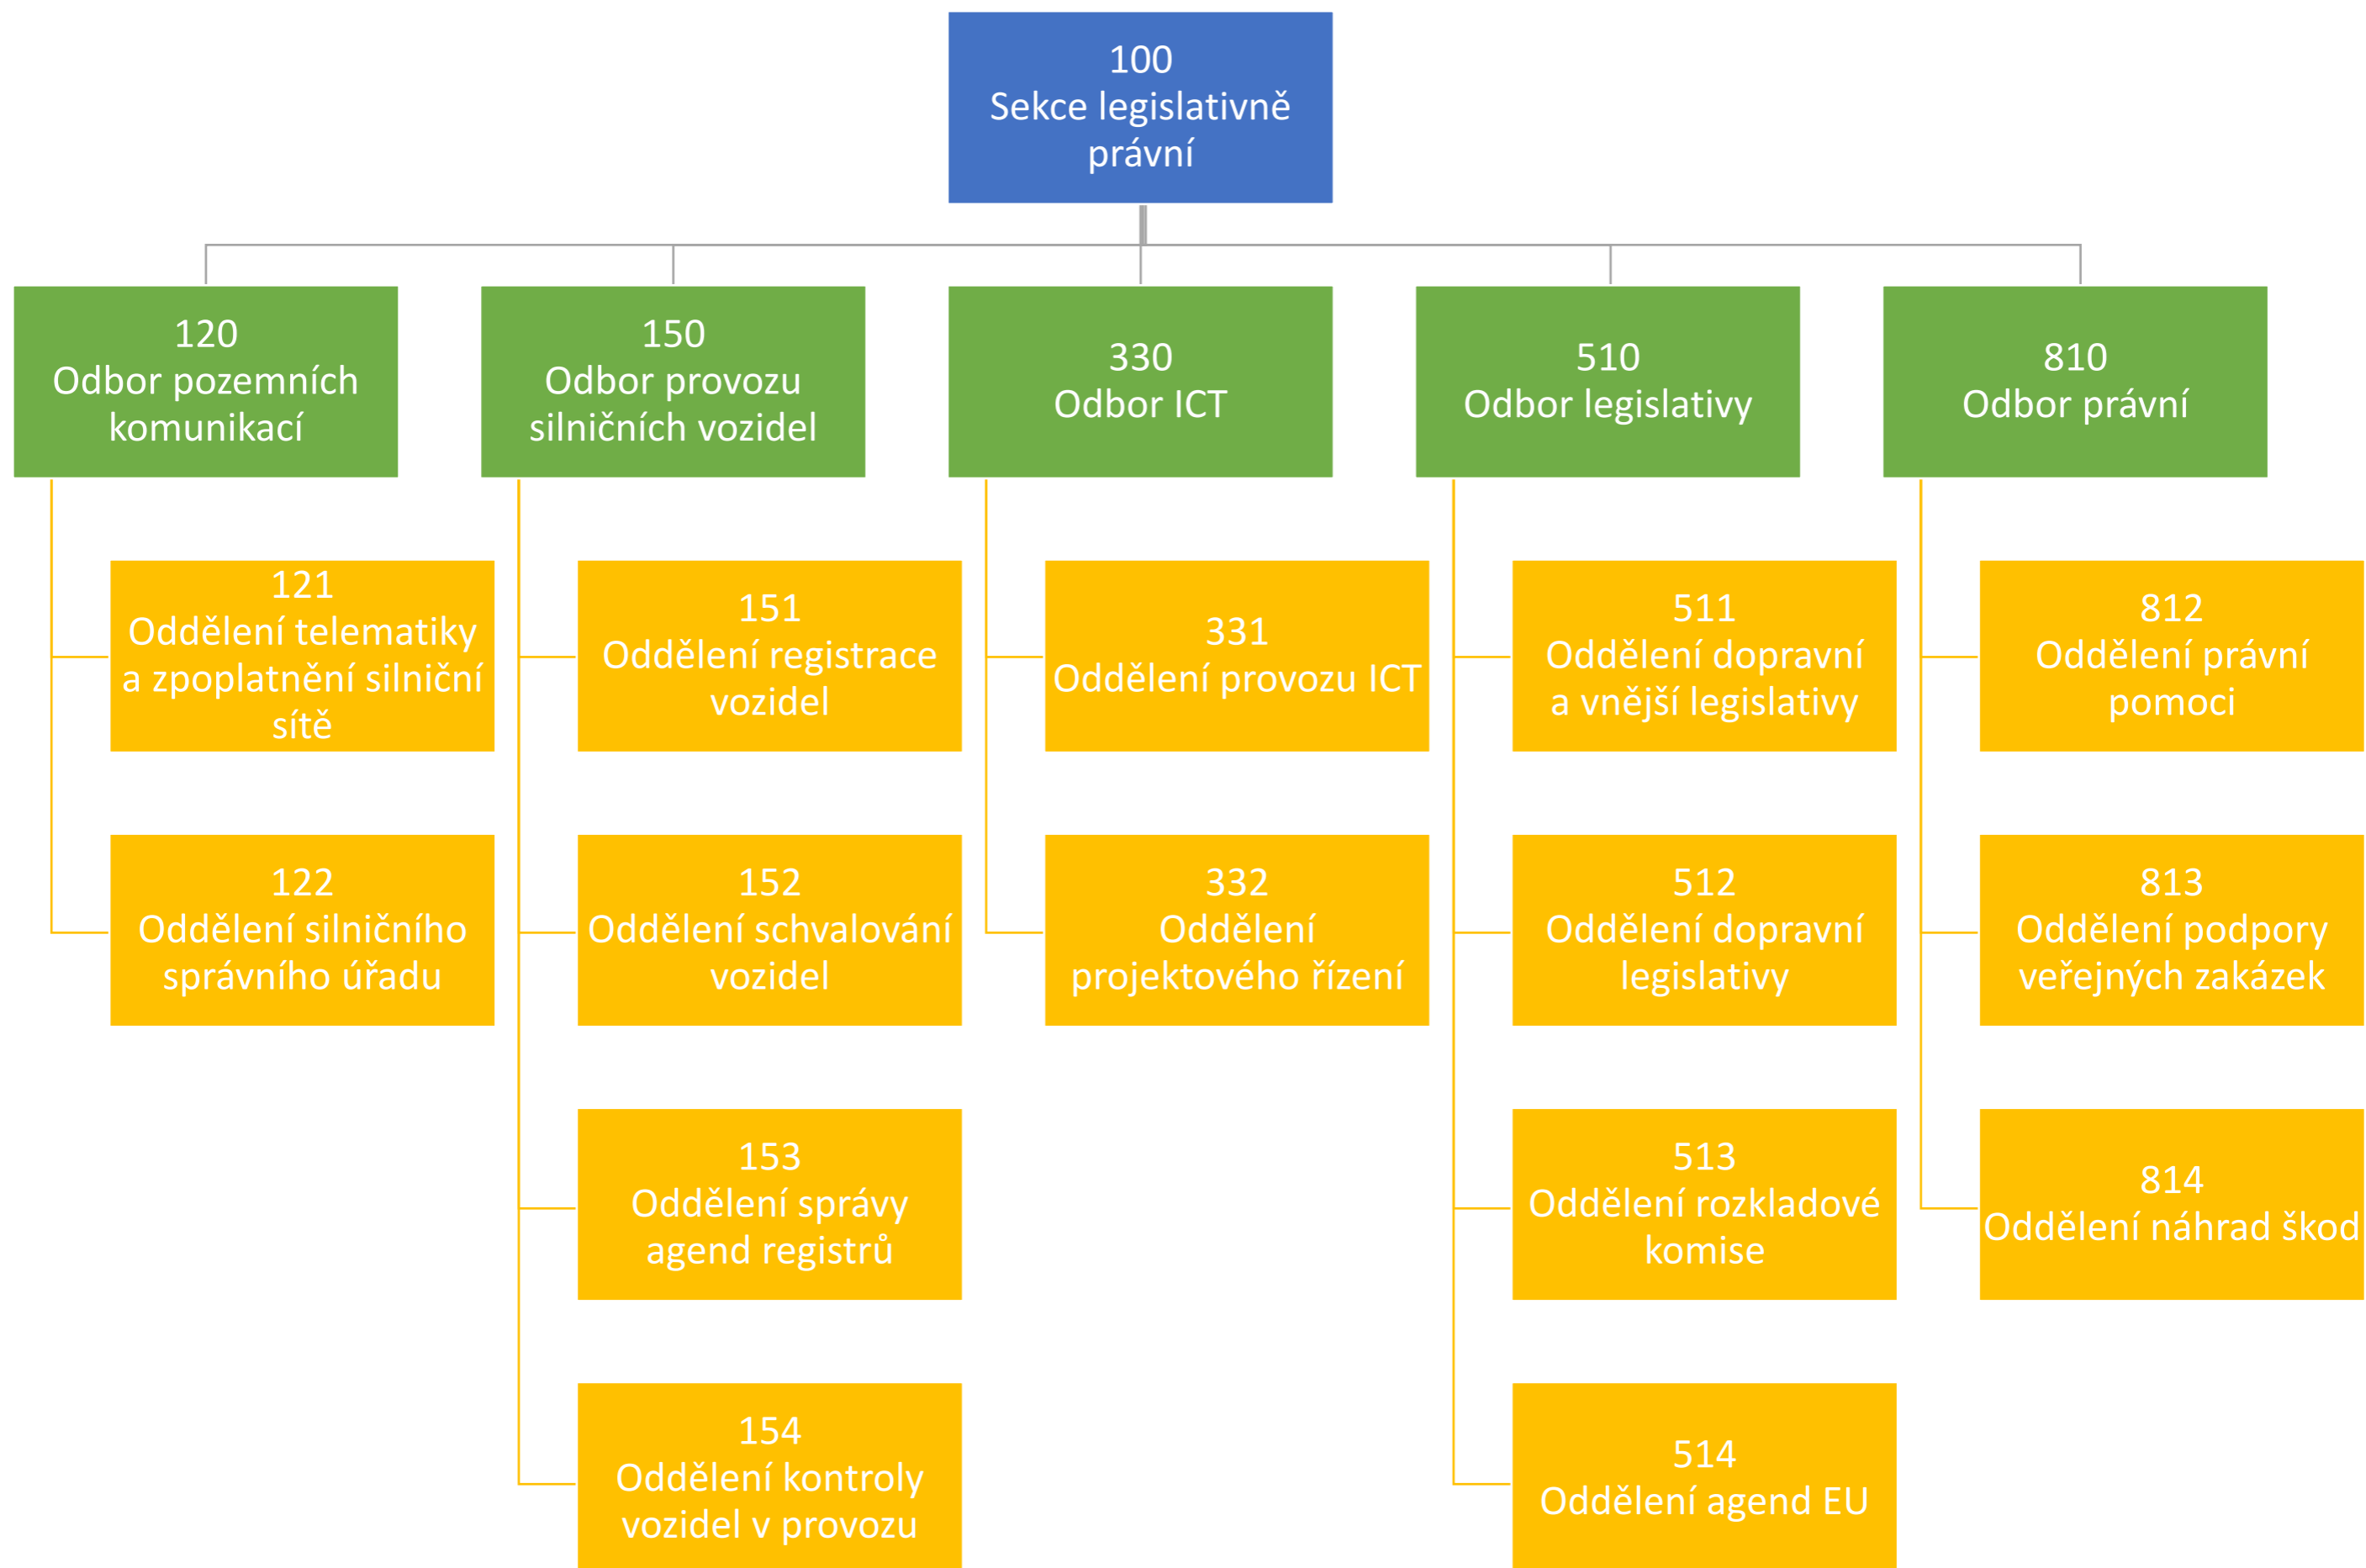 100
Sekce legislativně
právní
120
Odbor pozemních
komunikací
150
Odbor provozu
silničních vozidel
330
Odbor ICT
510
Odbor legislativy
810
Odbor právní
121
Oddělení telematiky
a zpoplatnění silniční
sítě
151
Oddělení registrace
vozidel
331
Oddělení provozu ICT
511
Oddělení dopravní
a vnější legislativy
812
Oddělení právní
pomoci
122
Oddělení silničního
správního úřadu
152
Oddělení schvalování
vozidel
332
Oddělení
projektového řízení
512
Oddělení dopravní
legislativy
813
Oddělení podpory
veřejných zakázek
153
Oddělení správy
agend registrů
513
Oddělení rozkladové
komise
814
Oddělení náhrad škod
154
Oddělení kontroly
vozidel v provozu
514
Oddělení agend EU